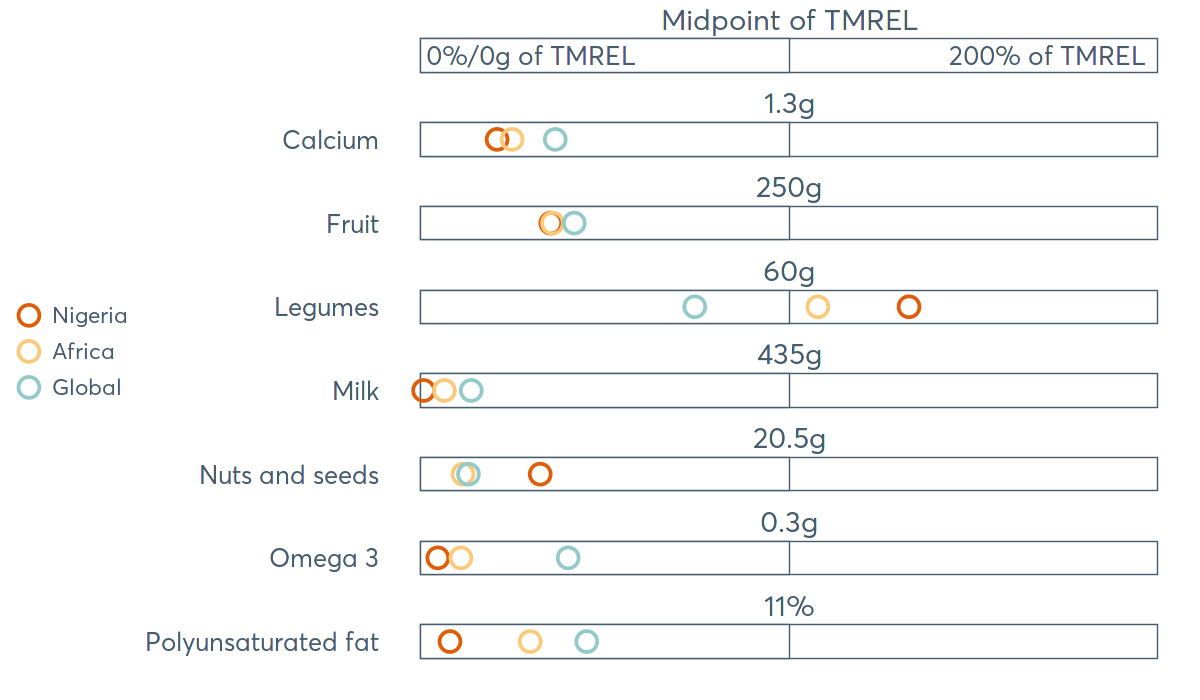 Midpoint of TMREL
0%/0g of TMREL 200% of TMREL
1.3g
Calcium
250g
Fruit
60g
Legumes
435g
Milk
20.5g
Nuts and seeds
0.3g
Omega 3
11%
Polyunsaturated fat
Nigeria
Africa
Global